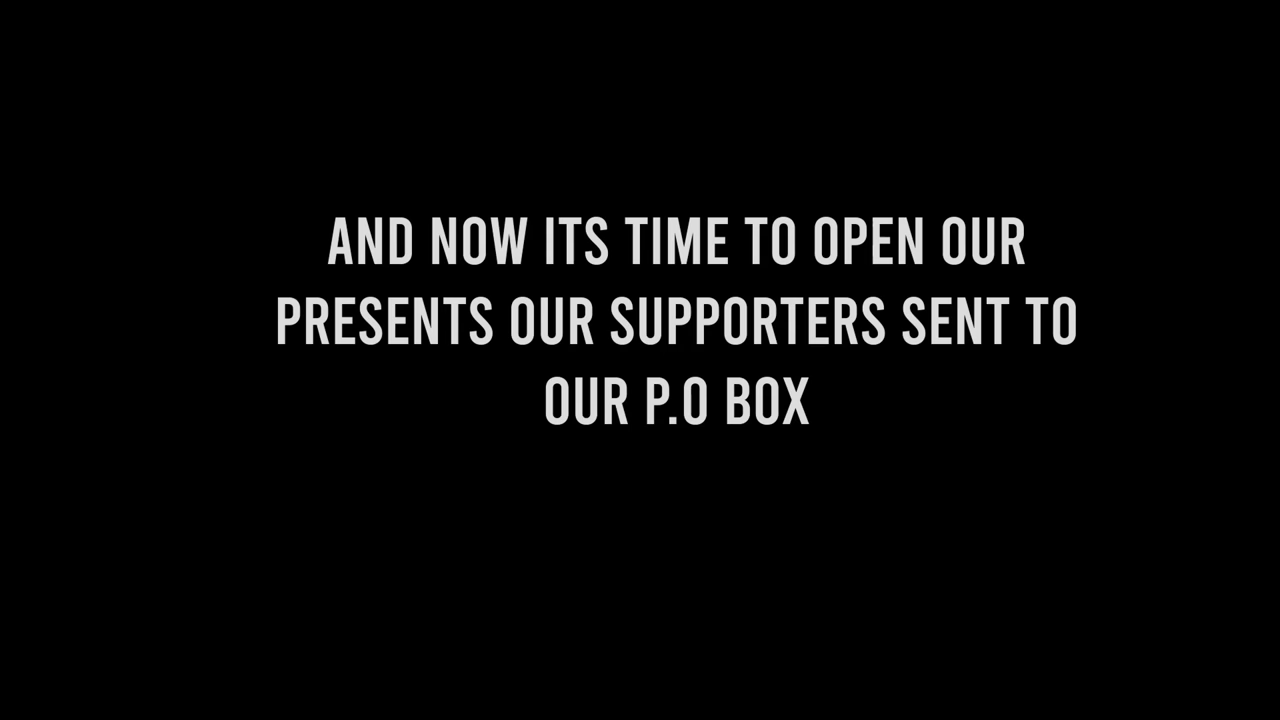 AND NOW ITS TIME TO OPEN OUR
PRESENTS OUR SUPPORTERS SENT TO
OUR P.O BOX